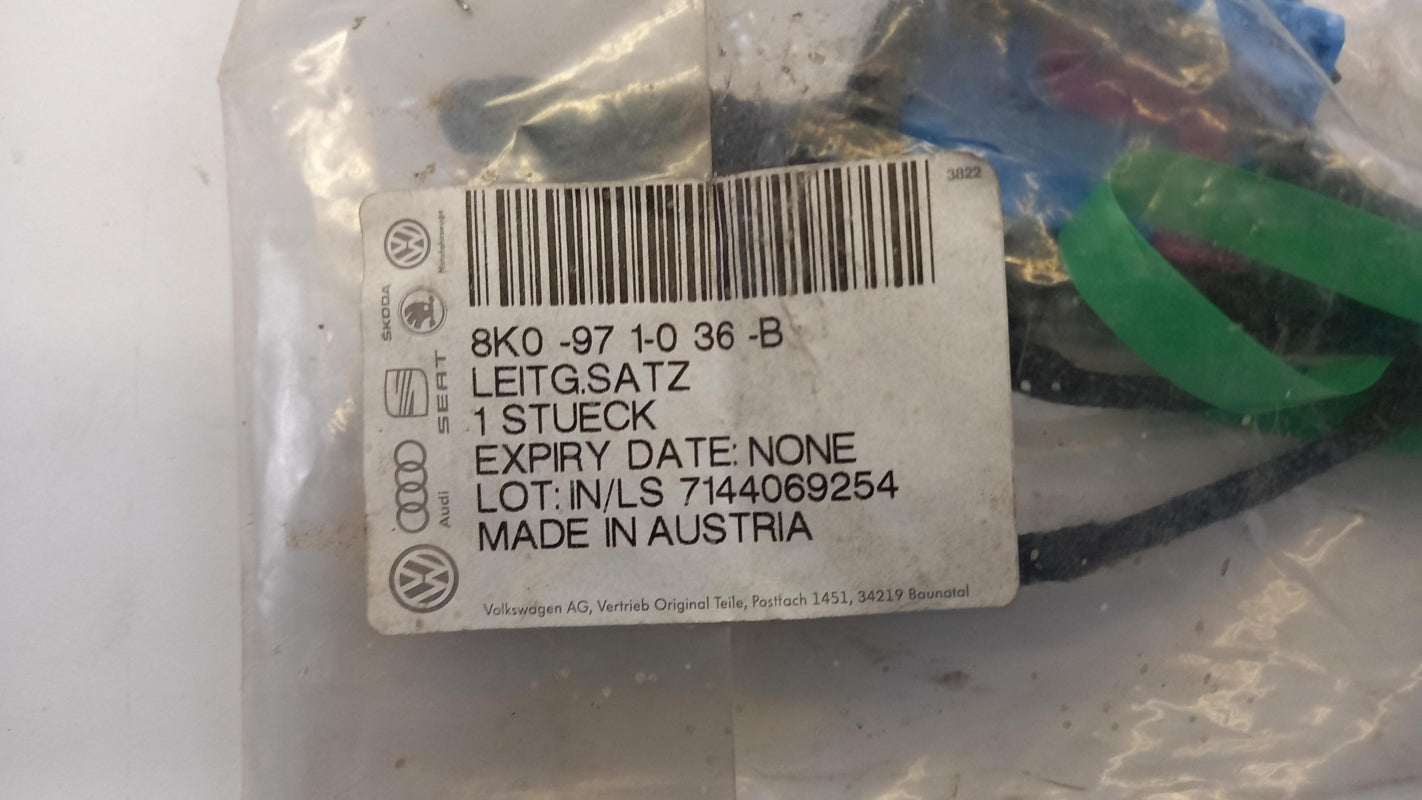 3822
8K0 -97 1-0 36 -B
LEITG.SATZ
1 STUECK
EXPIRY DATE: NONE
LOT: IN/LS 7144069254
MADE IN AUSTRIA
Volkswagen AG, Vertrieb Original Teile, Postfach 1451, 34219 Baunatal
ŠKODA
SEAT
Audi